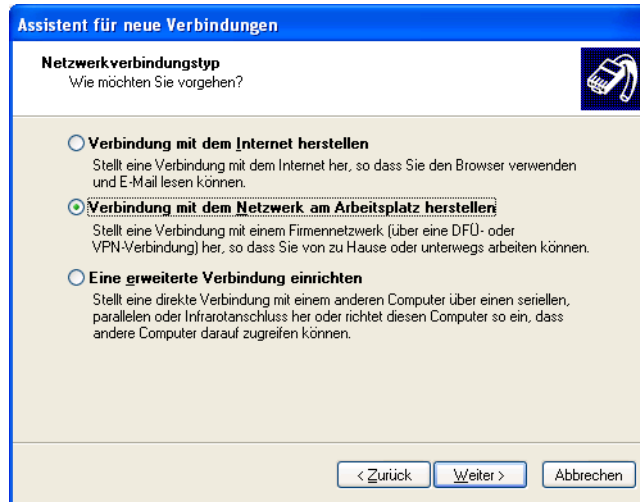 Assistent für neue Verbindungen
Netzwerkverbindungstyp
Wie möchten Sie vorgehen?
Verbindung mit dem Internet herstellen
Stellt eine Verbindung mit dem Internet her, so dass Sie den Browser verwenden
und E-Mail lesen können.
Verbindung mit dem Netzwerk am Arbeitsplatz herstellen
Stellt eine Verbindung mit einem Firmennetzwerk (über eine DFÜ- oder
VPN-Verbindung) her, so dass Sie von zu Hause oder unterwegs arbeiten können.
Eine erweiterte Verbindung einrichten
Stellt eine direkte Verbindung mit einem anderen Computer über einen seriellen,
parallelen oder Infrarotanschluss her oder richtet diesen Computer so ein, dass
andere Computer darauf zugreifen können.
< Zurück Weiter > Abbrechen